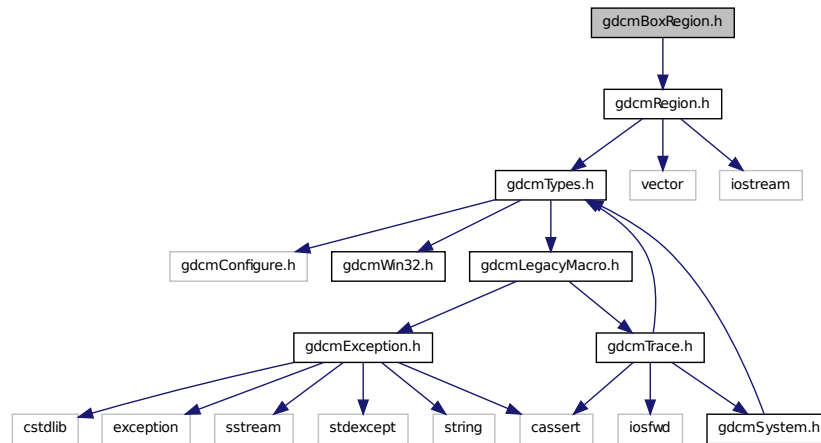 gdcmBoxRegion.h
gdcmRegion.h
gdcmTypes.h
vector
iostream
gdcmConfigure.h
gdcmWin32.h
gdcmLegacyMacro.h
gdcmException.h
gdcmTrace.h
cstdlib
exception
sstream
stdexcept
string
cassert
iosfwd
gdcmSystem.h